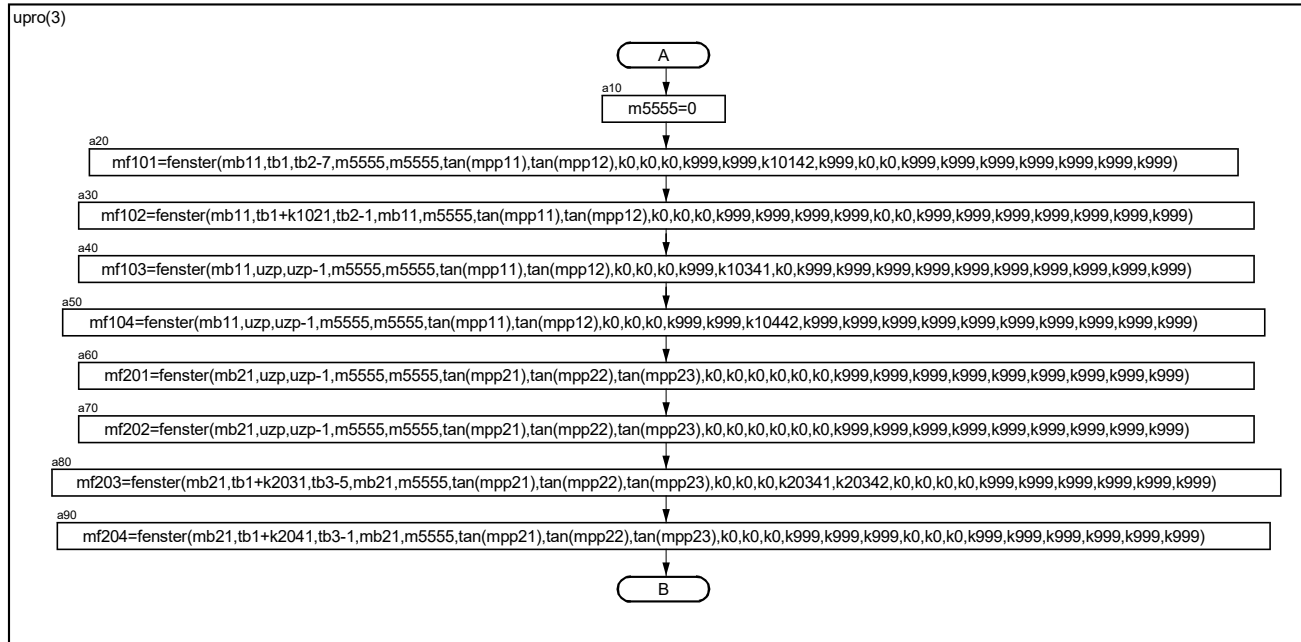 upro(3)
A
a10
m5555=0
a20
mf101=fenster(mb11,tb1,tb2-7,m5555,m5555,tan(mpp11),tan(mpp12),k0,k0,k0,k999,k999,k10142,k999,k0,k0,k999,k999,k999,k999,k999,k999,k999)
a30
mf102=fenster(mb11,tb1+k1021,tb2-1,mb11,m5555,tan(mpp11),tan(mpp12),k0,k0,k0,k999,k999,k999,k999,k0,k0,k999,k999,k999,k999,k999,k999,k999)
a40
mf103=fenster(mb11,uzp,uzp-1,m5555,m5555,tan(mpp11),tan(mpp12),k0,k0,k0,k999,k10341,k0,k999,k999,k999,k999,k999,k999,k999,k999,k999,k999)
a50
mf104=fenster(mb11,uzp,uzp-1,m5555,m5555,tan(mpp11),tan(mpp12),k0,k0,k0,k999,k999,k10442,k999,k999,k999,k999,k999,k999,k999,k999,k999,k999)
a60
mf201=fenster(mb21,uzp,uzp-1,m5555,m5555,tan(mpp21),tan(mpp22),tan(mpp23),k0,k0,k0,k0,k0,k0,k999,k999,k999,k999,k999,k999,k999,k999,k999)
a70
mf202=fenster(mb21,uzp,uzp-1,m5555,m5555,tan(mpp21),tan(mpp22),tan(mpp23),k0,k0,k0,k0,k0,k0,k999,k999,k999,k999,k999,k999,k999,k999,k999)
a80
mf203=fenster(mb21,tb1+k2031,tb3-5,mb21,m5555,tan(mpp21),tan(mpp22),tan(mpp23),k0,k0,k0,k20341,k20342,k0,k0,k0,k0,k999,k999,k999,k999,k999,k999)
a90
mf204=fenster(mb21,tb1+k2041,tb3-1,mb21,m5555,tan(mpp21),tan(mpp22),tan(mpp23),k0,k0,k0,k999,k999,k999,k0,k0,k0,k999,k999,k999,k999,k999,k999)
B